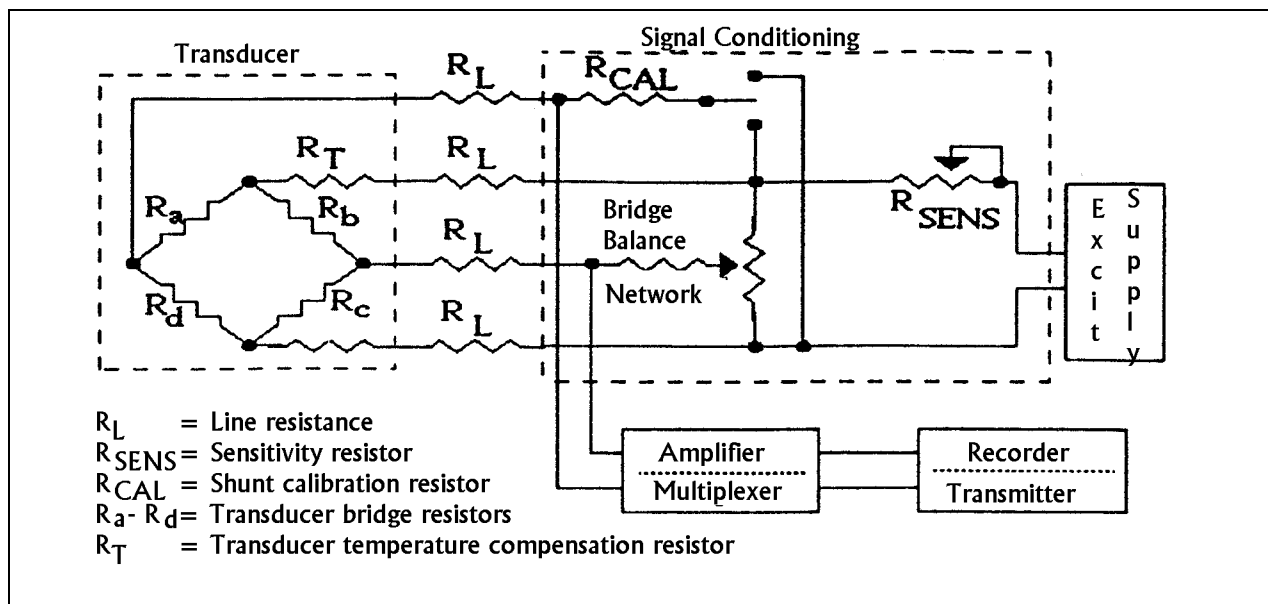 Transducer
Signal Conditioning
R_L
R_CAL
R_T
R_L
R_SENS
R_a
R_b
R_L
Bridge
Balance
Network
R_d
R_c
R_L
Excit
Supply
R_L = Line resistance
R_SENS = Sensitivity resistor
R_CAL = Shunt calibration resistor
R_a - R_d = Transducer bridge resistors
R_T = Transducer temperature compensation resistor
Amplifier
Multiplexer
Recorder
Transmitter